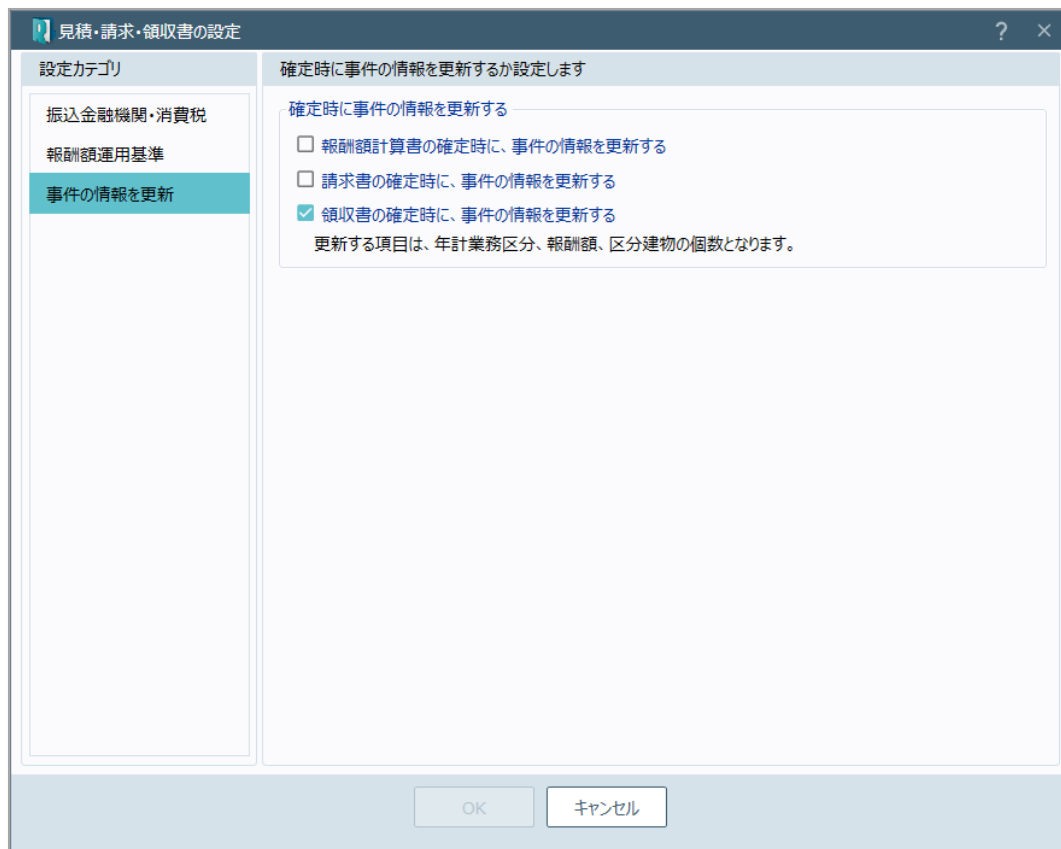 見積・請求・領収書の設定
?
×
設定カテゴリ
確定時に事件の情報を更新するか設定します
振込金融機関・消費税
報酬額運用基準
事件の情報を更新
確定時に事件の情報を更新する
報酬額計算書の確定時に、事件の情報を更新する
請求書の確定時に、事件の情報を更新する
領収書の確定時に、事件の情報を更新する
更新する項目は、年計業務区分、報酬額、区分建物の個数となります。
OK
キャンセル